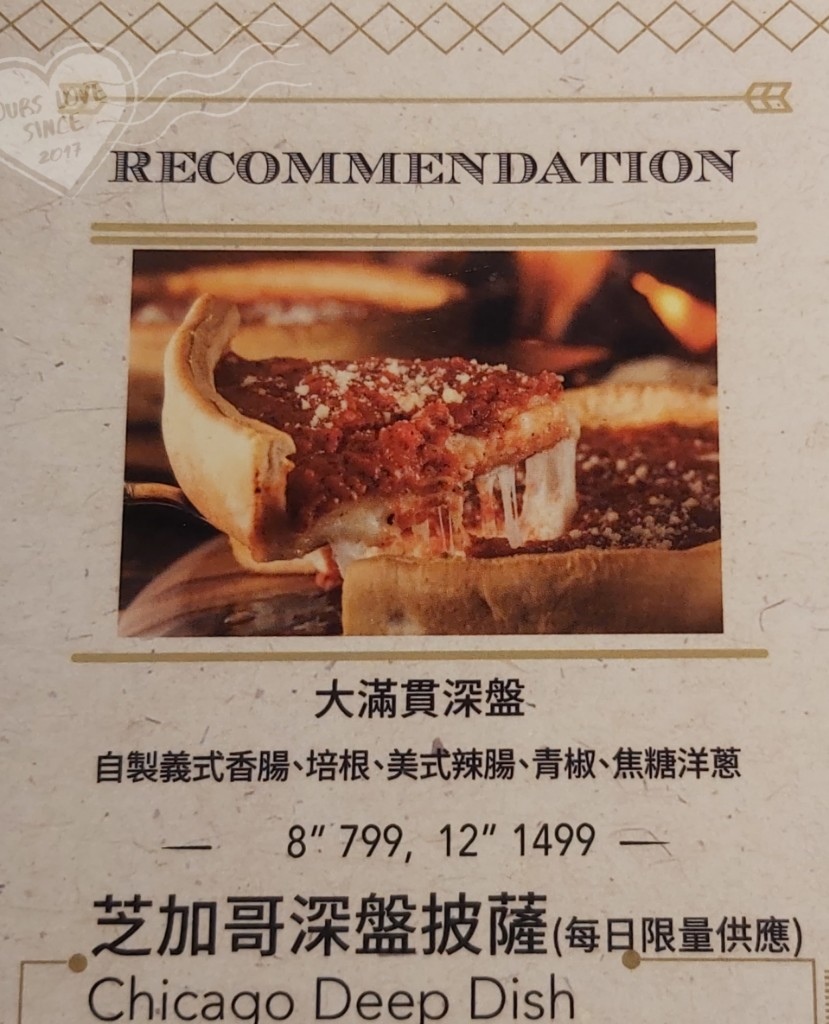 OURS LOVE
SINCE
2017
RECOMMENDATION
大滿貫深盤
自製義式香腸、培根、美式辣腸、青椒、焦糖洋蔥
— 8" 799, 12" 1499 —
芝加哥深盤披薩(每日限量供應)
Chicago Deep Dish